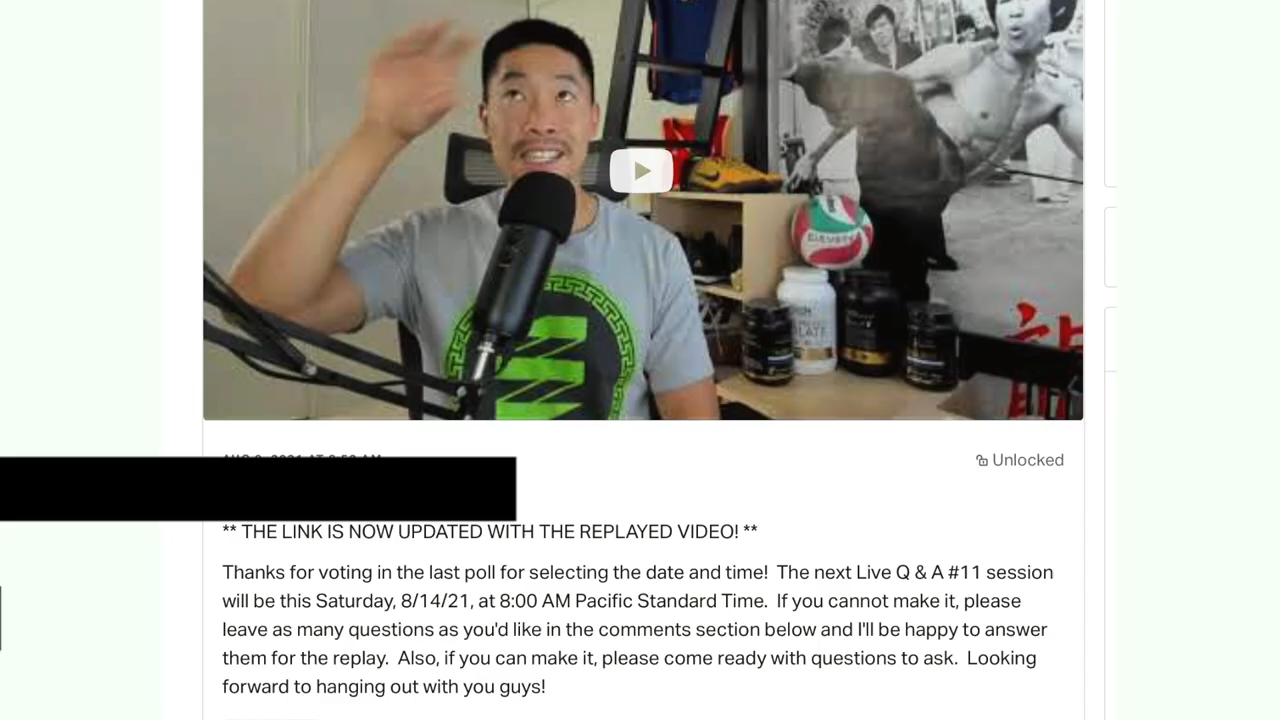 ELEVATE
Unlocked
** THE LINK IS NOW UPDATED WITH THE REPLAYED VIDEO! **
Thanks for voting in the last poll for selecting the date and time! The next Live Q & A #11 session
will be this Saturday, 8/14/21, at 8:00 AM Pacific Standard Time. If you cannot make it, please
leave as many questions as you'd like in the comments section below and I'll be happy to answer
them for the replay. Also, if you can make it, please come ready with questions to ask. Looking
forward to hanging out with you guys!